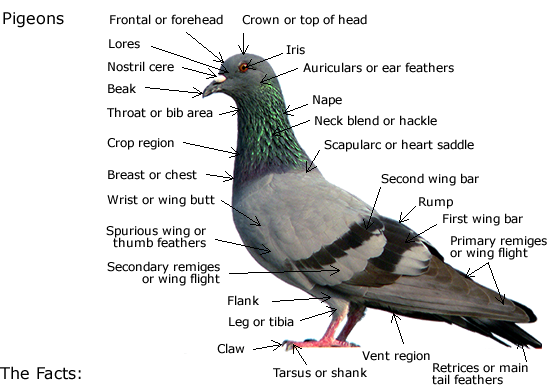 Pigeons
Frontal or forehead
Crown or top of head
Lores
Iris
Nostril cere
Auriculars or ear feathers
Beak
Nape
Throat or bib area
Neck blend or hackle
Crop region
Scapularc or heart saddle
Breast or chest
Second wing bar
Wrist or wing butt
Rump
First wing bar
Spurious wing or
thumb feathers
Primary remiges
or wing flight
Secondary remiges
or wing flight
Flank
Leg or tibia
Claw
Vent region
Tarsus or shank
Retrices or main
tail feathers
The Facts: